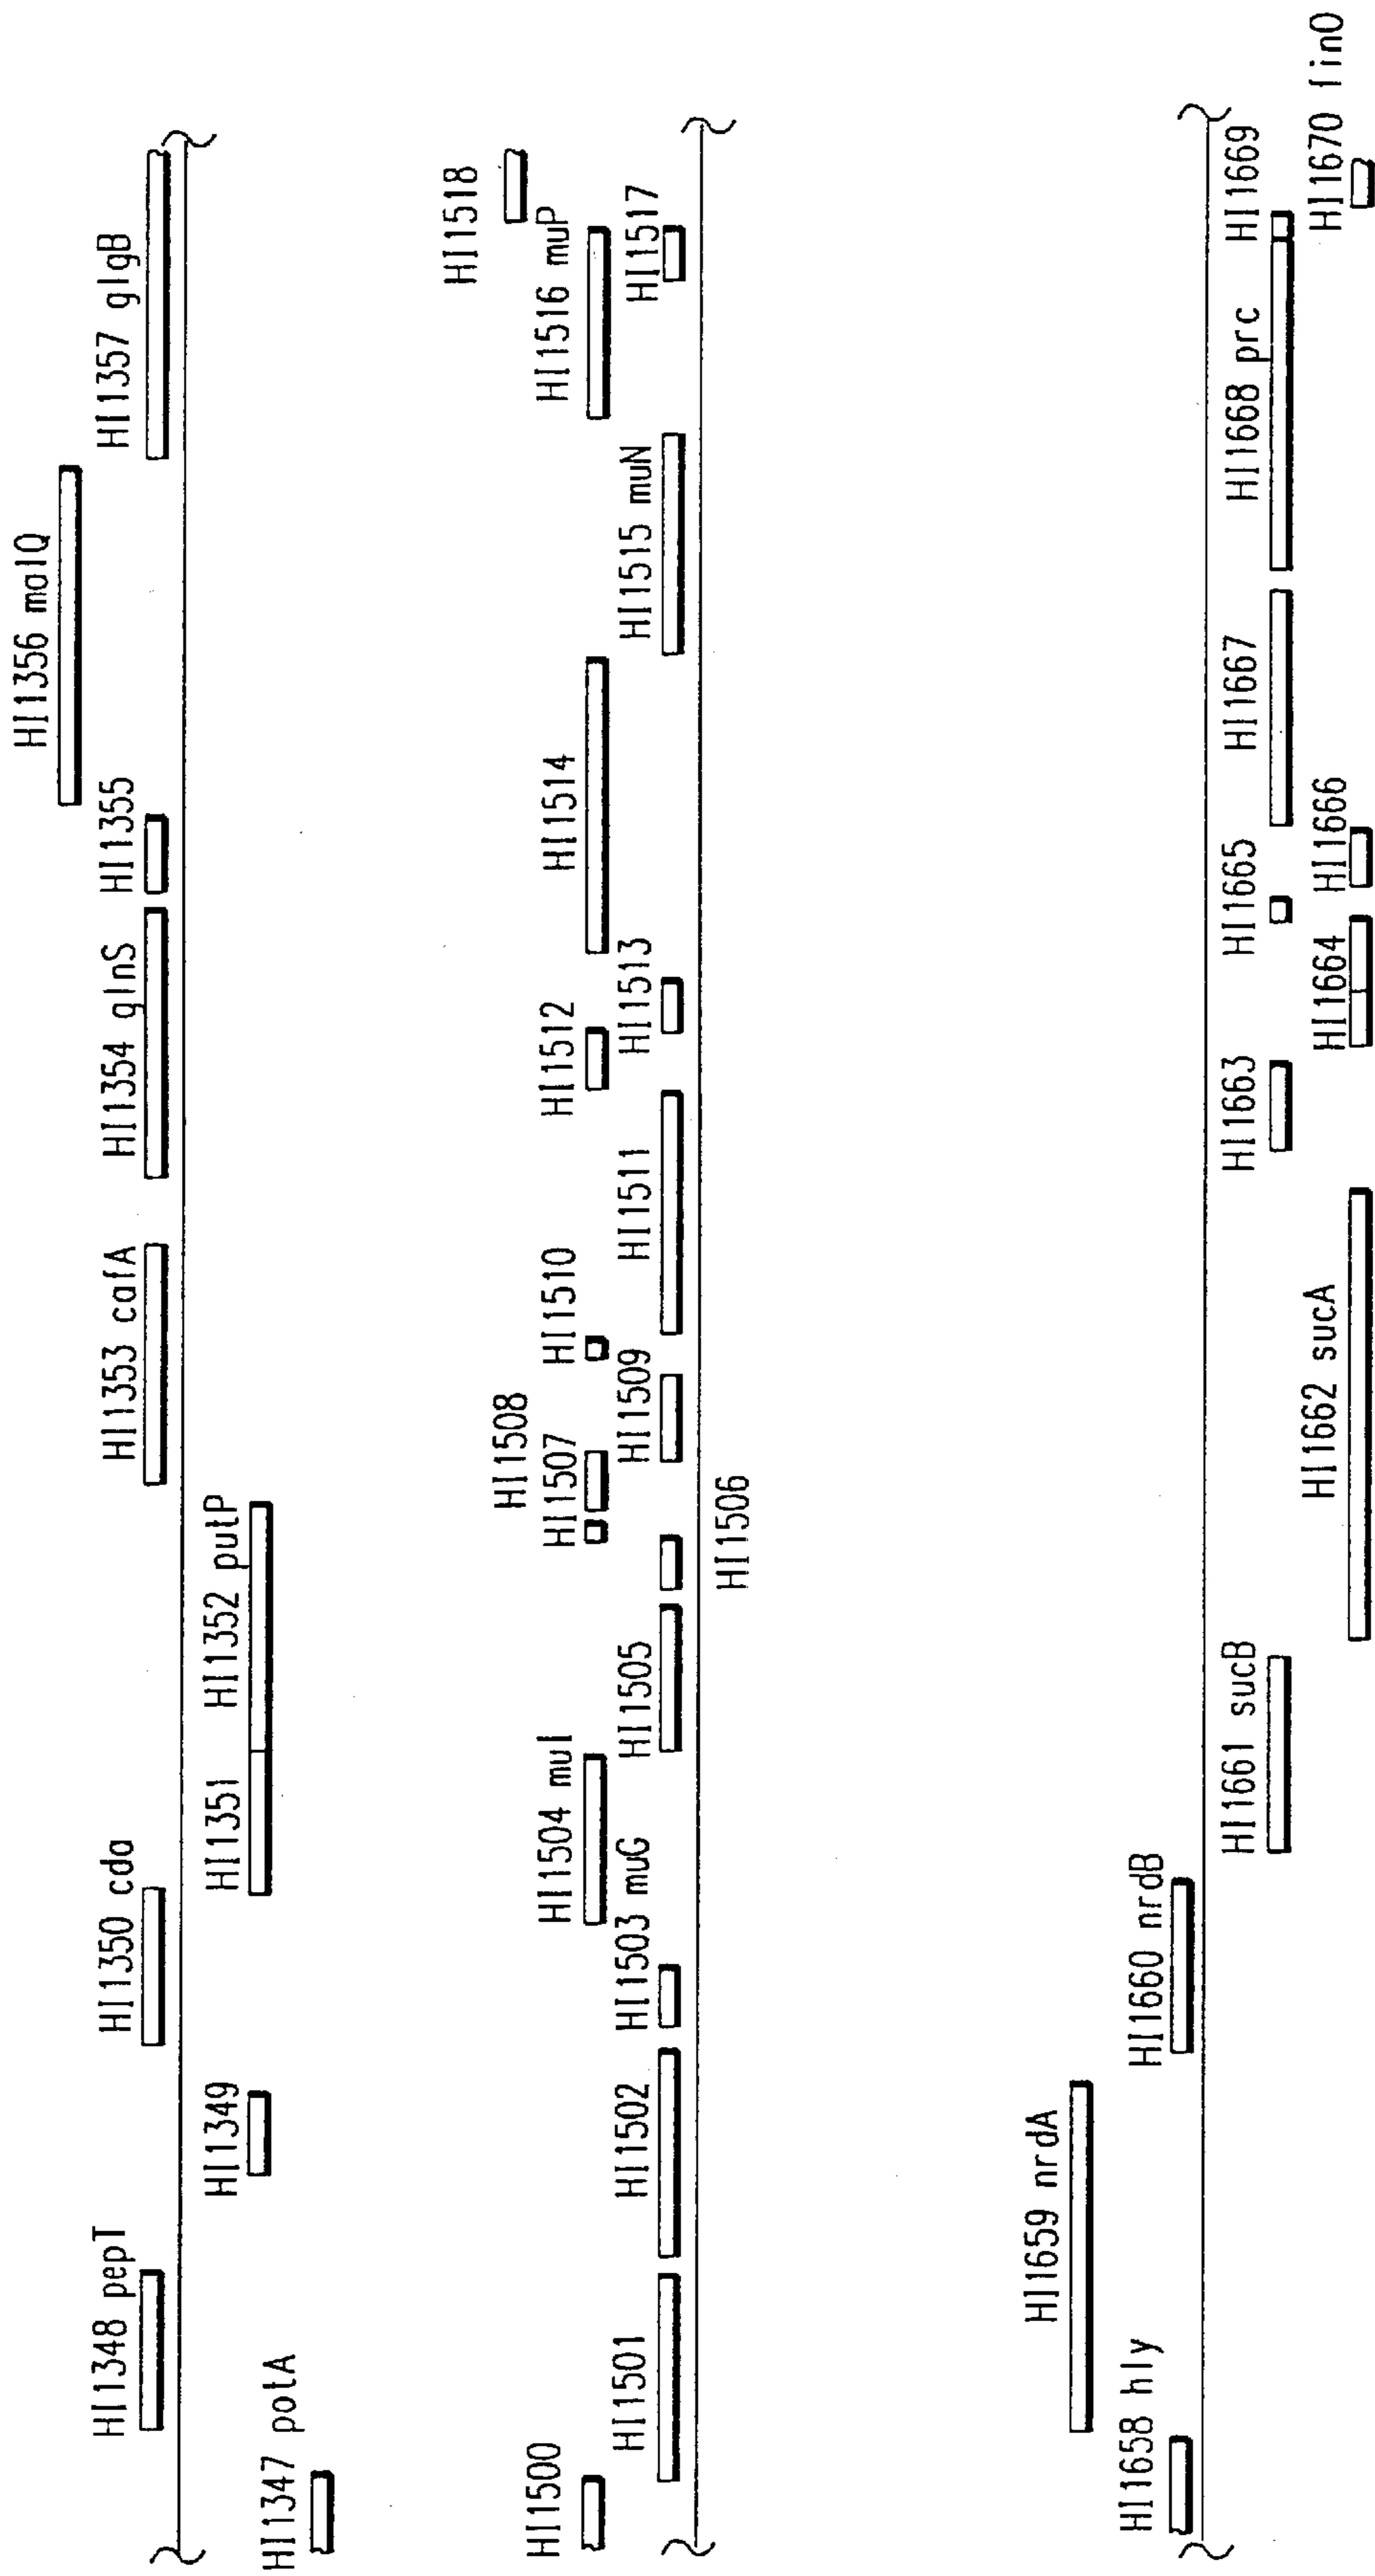 HI1347 potA
HI1348 pepT
HI1349
HI1350 cda
HI1351
HI1352 putP
HI1353 cafA
HI1354 glnS
HI1355
HI1356 malQ
HI1357 glgB
HI1500
HI1501
HI1502
HI1503 muG
HI1504 muI
HI1505
HI1506
HI1507
HI1508
HI1509
HI1510
HI1511
HI1512
HI1513
HI1514
HI1515 muN
HI1516 muP
HI1517
HI1518
HI1658 hly
HI1659 nrdA
HI1660 nrdB
HI1661 sucB
HI1662 sucA
HI1663
HI1664
HI1665
HI1666
HI1667
HI1668 prc
HI1669
HI1670 finO